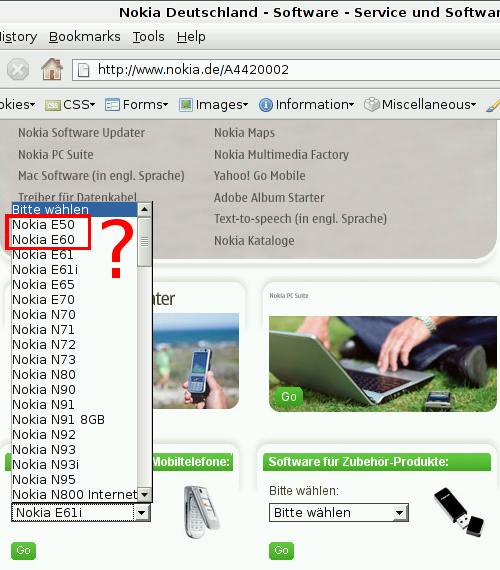 Nokia Deutschland - Software - Service und Softwar
History Bookmarks Tools Help
http://www.nokia.de/A4420002
okies CSS Forms Images Information Miscellaneous
Nokia Software Updater
Nokia PC Suite
Mac Software (in engl. Sprache)
Treiber für Datenkabel
Nokia Maps
Nokia Multimedia Factory
Yahoo! Go Mobile
Adobe Album Starter
Text-to-speech (in engl. Sprache)
Nokia Kataloge
Bitte wählen
Nokia E50
Nokia E60
Nokia E61
Nokia E61i
Nokia E65
Nokia E70
Nokia N70
Nokia N71
Nokia N72
Nokia N73
Nokia N80
Nokia N90
Nokia N91
Nokia N91 8GB
Nokia N92
Nokia N93
Nokia N93i
Nokia N95
Nokia N800 Internet
?
ater
Nokia PC Suite
Go
Mobiltelefone:
Nokia E61i
Go
Software für Zubehör-Produkte:
Bitte wählen:
Bitte wählen
Go